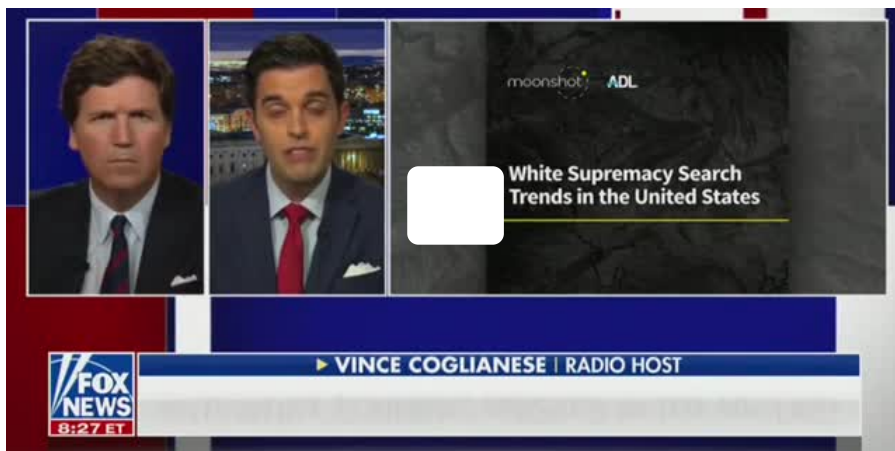 moonshot ADL
White Supremacy Search
Trends in the United States
VINCE COGLIANESE | RADIO HOST
FOX
NEWS
8:27 ET